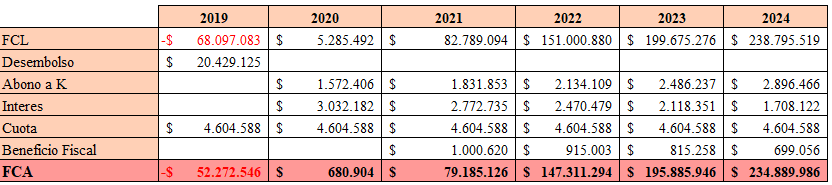 2019 2020 2021 2022 2023 2024
FCL -$ 68.097.083 $ 5.285.492 $ 82.789.094 $ 151.000.880 $ 199.675.276 $ 238.795.519
Desembolso $ 20.429.125
Abono a K $ 1.572.406 $ 1.831.853 $ 2.134.109 $ 2.486.237 $ 2.896.466
Interes $ 3.032.182 $ 2.772.735 $ 2.470.479 $ 2.118.351 $ 1.708.122
Cuota $ 4.604.588 $ 4.604.588 $ 4.604.588 $ 4.604.588 $ 4.604.588 $ 4.604.588
Beneficio Fiscal $ 1.000.620 $ 915.003 $ 815.258 $ 699.056
FCA -$ 52.272.546 $ 680.904 $ 79.185.126 $ 147.311.294 $ 195.885.946 $ 234.889.986